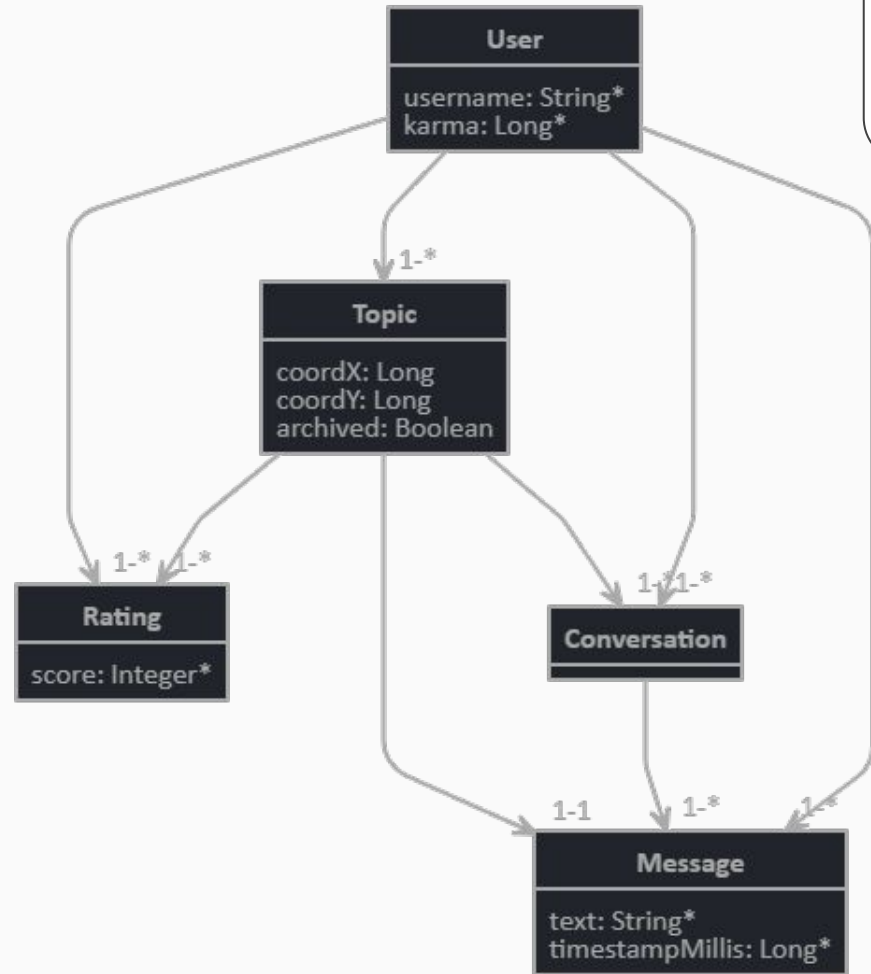 User
username: String*
karma: Long*
1-*
Topic
coordX: Long
coordY: Long
archived: Boolean
1-* 1-*
Rating
score: Integer*
1-*1-*
Conversation
1-1 1-* 1-*
Message
text: String*
timestampMillis: Long*